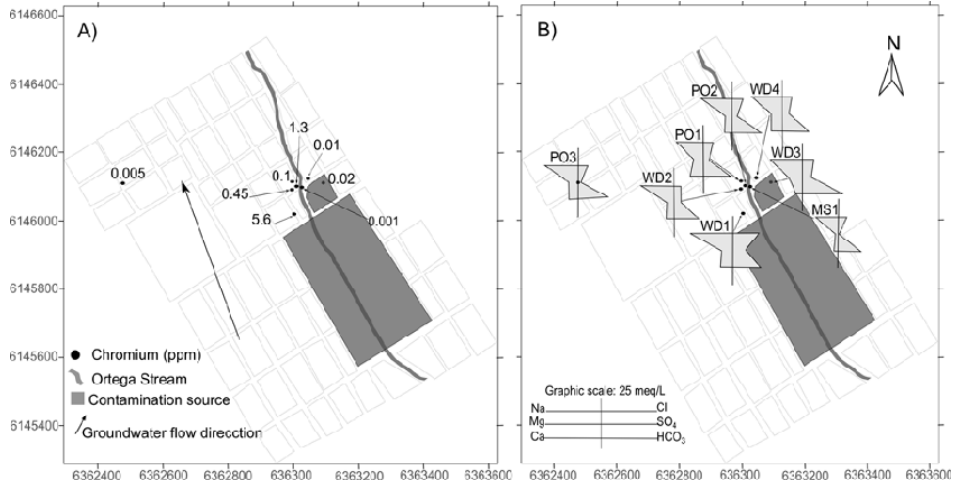 A)
6146600
6146400
6146200
6146000
6145800
6145600
6145400
1.3
0.01
0.005
0.1
0.02
0.45
5.6
0.001
Chromium (ppm)
Ortega Stream
Contamination source
Groundwater flow direcction
6362400 6362600 6362800 6363000 6363200 6363400 6363600
B)
N
PO2
WD4
PO1
WD3
PO3
WD2
MS1
WD1
Graphic scale: 25 meq/L
Na Cl
Mg SO4
Ca HCO3
6362400 6362600 6362800 6363000 6363200 6363400 6363600